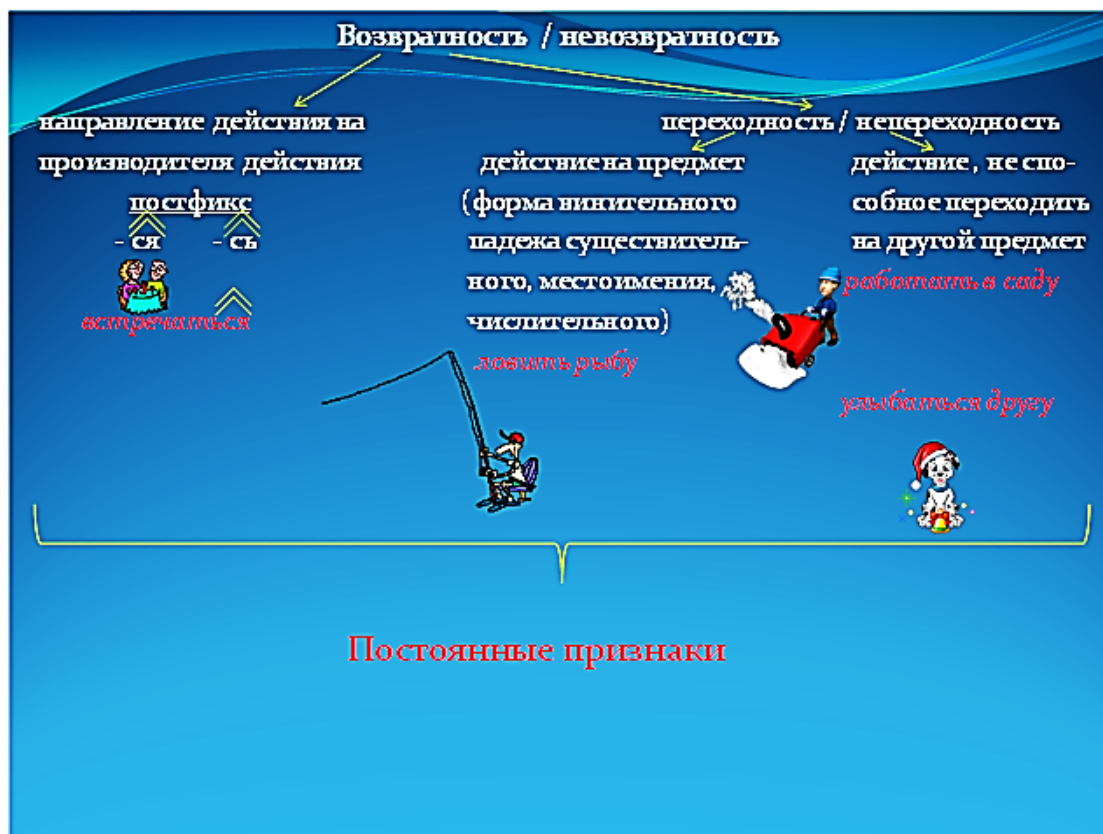 Возвратность / невозвратность
направление действия на
производителя действия
постфикс
- ся - сь
встречаться
переходность / непереходность
действие на предмет
(форма винительного
падежа существитель-
ного, местоимения,
числительного)
ловить рыбу
действие, не спо-
собное переходить
на другой предмет
работать в саду
улыбаться другу
Постоянные признаки